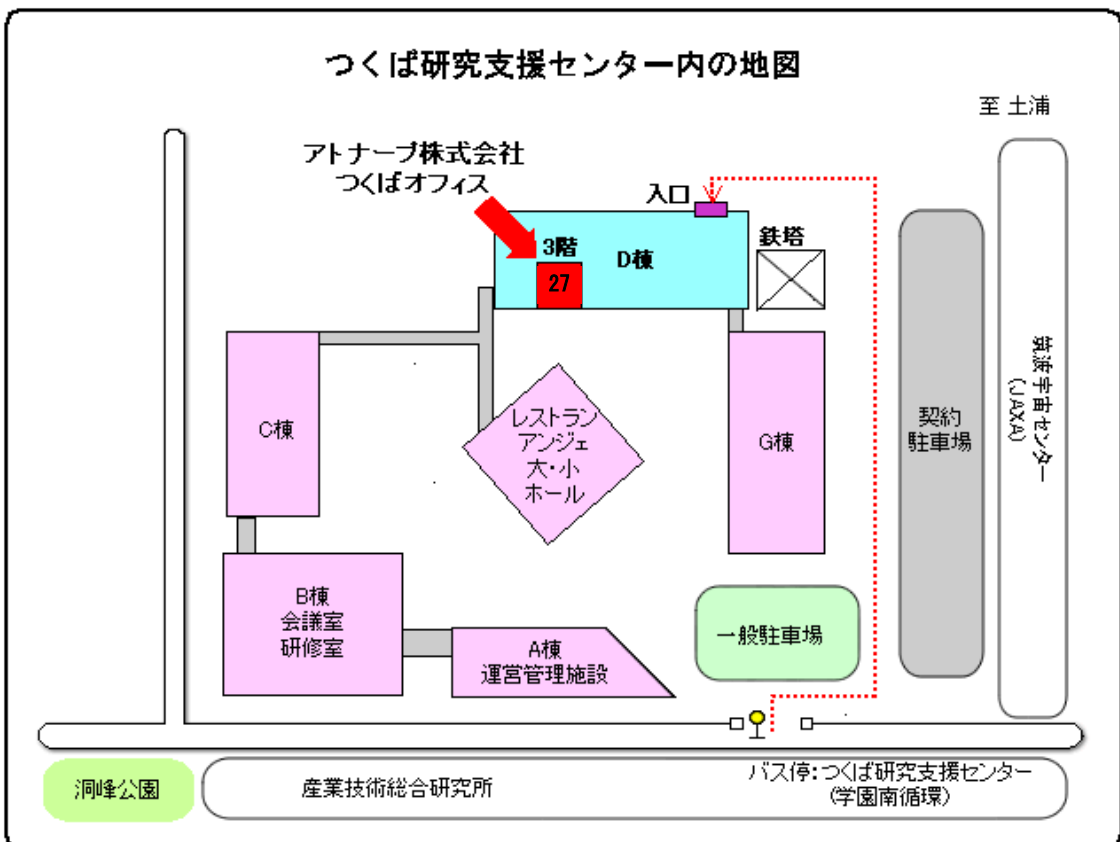 つくば研究支援センター内の地図
至 土浦
アトナーブ株式会社
つくばオフィス
入口
3階
27
D棟
鉄塔
C棟
レストラン
アンジェ
大・小
ホール
G棟
契約
駐車場
筑波宇宙センター
(JAXA)
B棟
会議室
研修室
A棟
運営管理施設
一般駐車場
洞峰公園
産業技術総合研究所
バス停:つくば研究支援センター
(学園南循環)